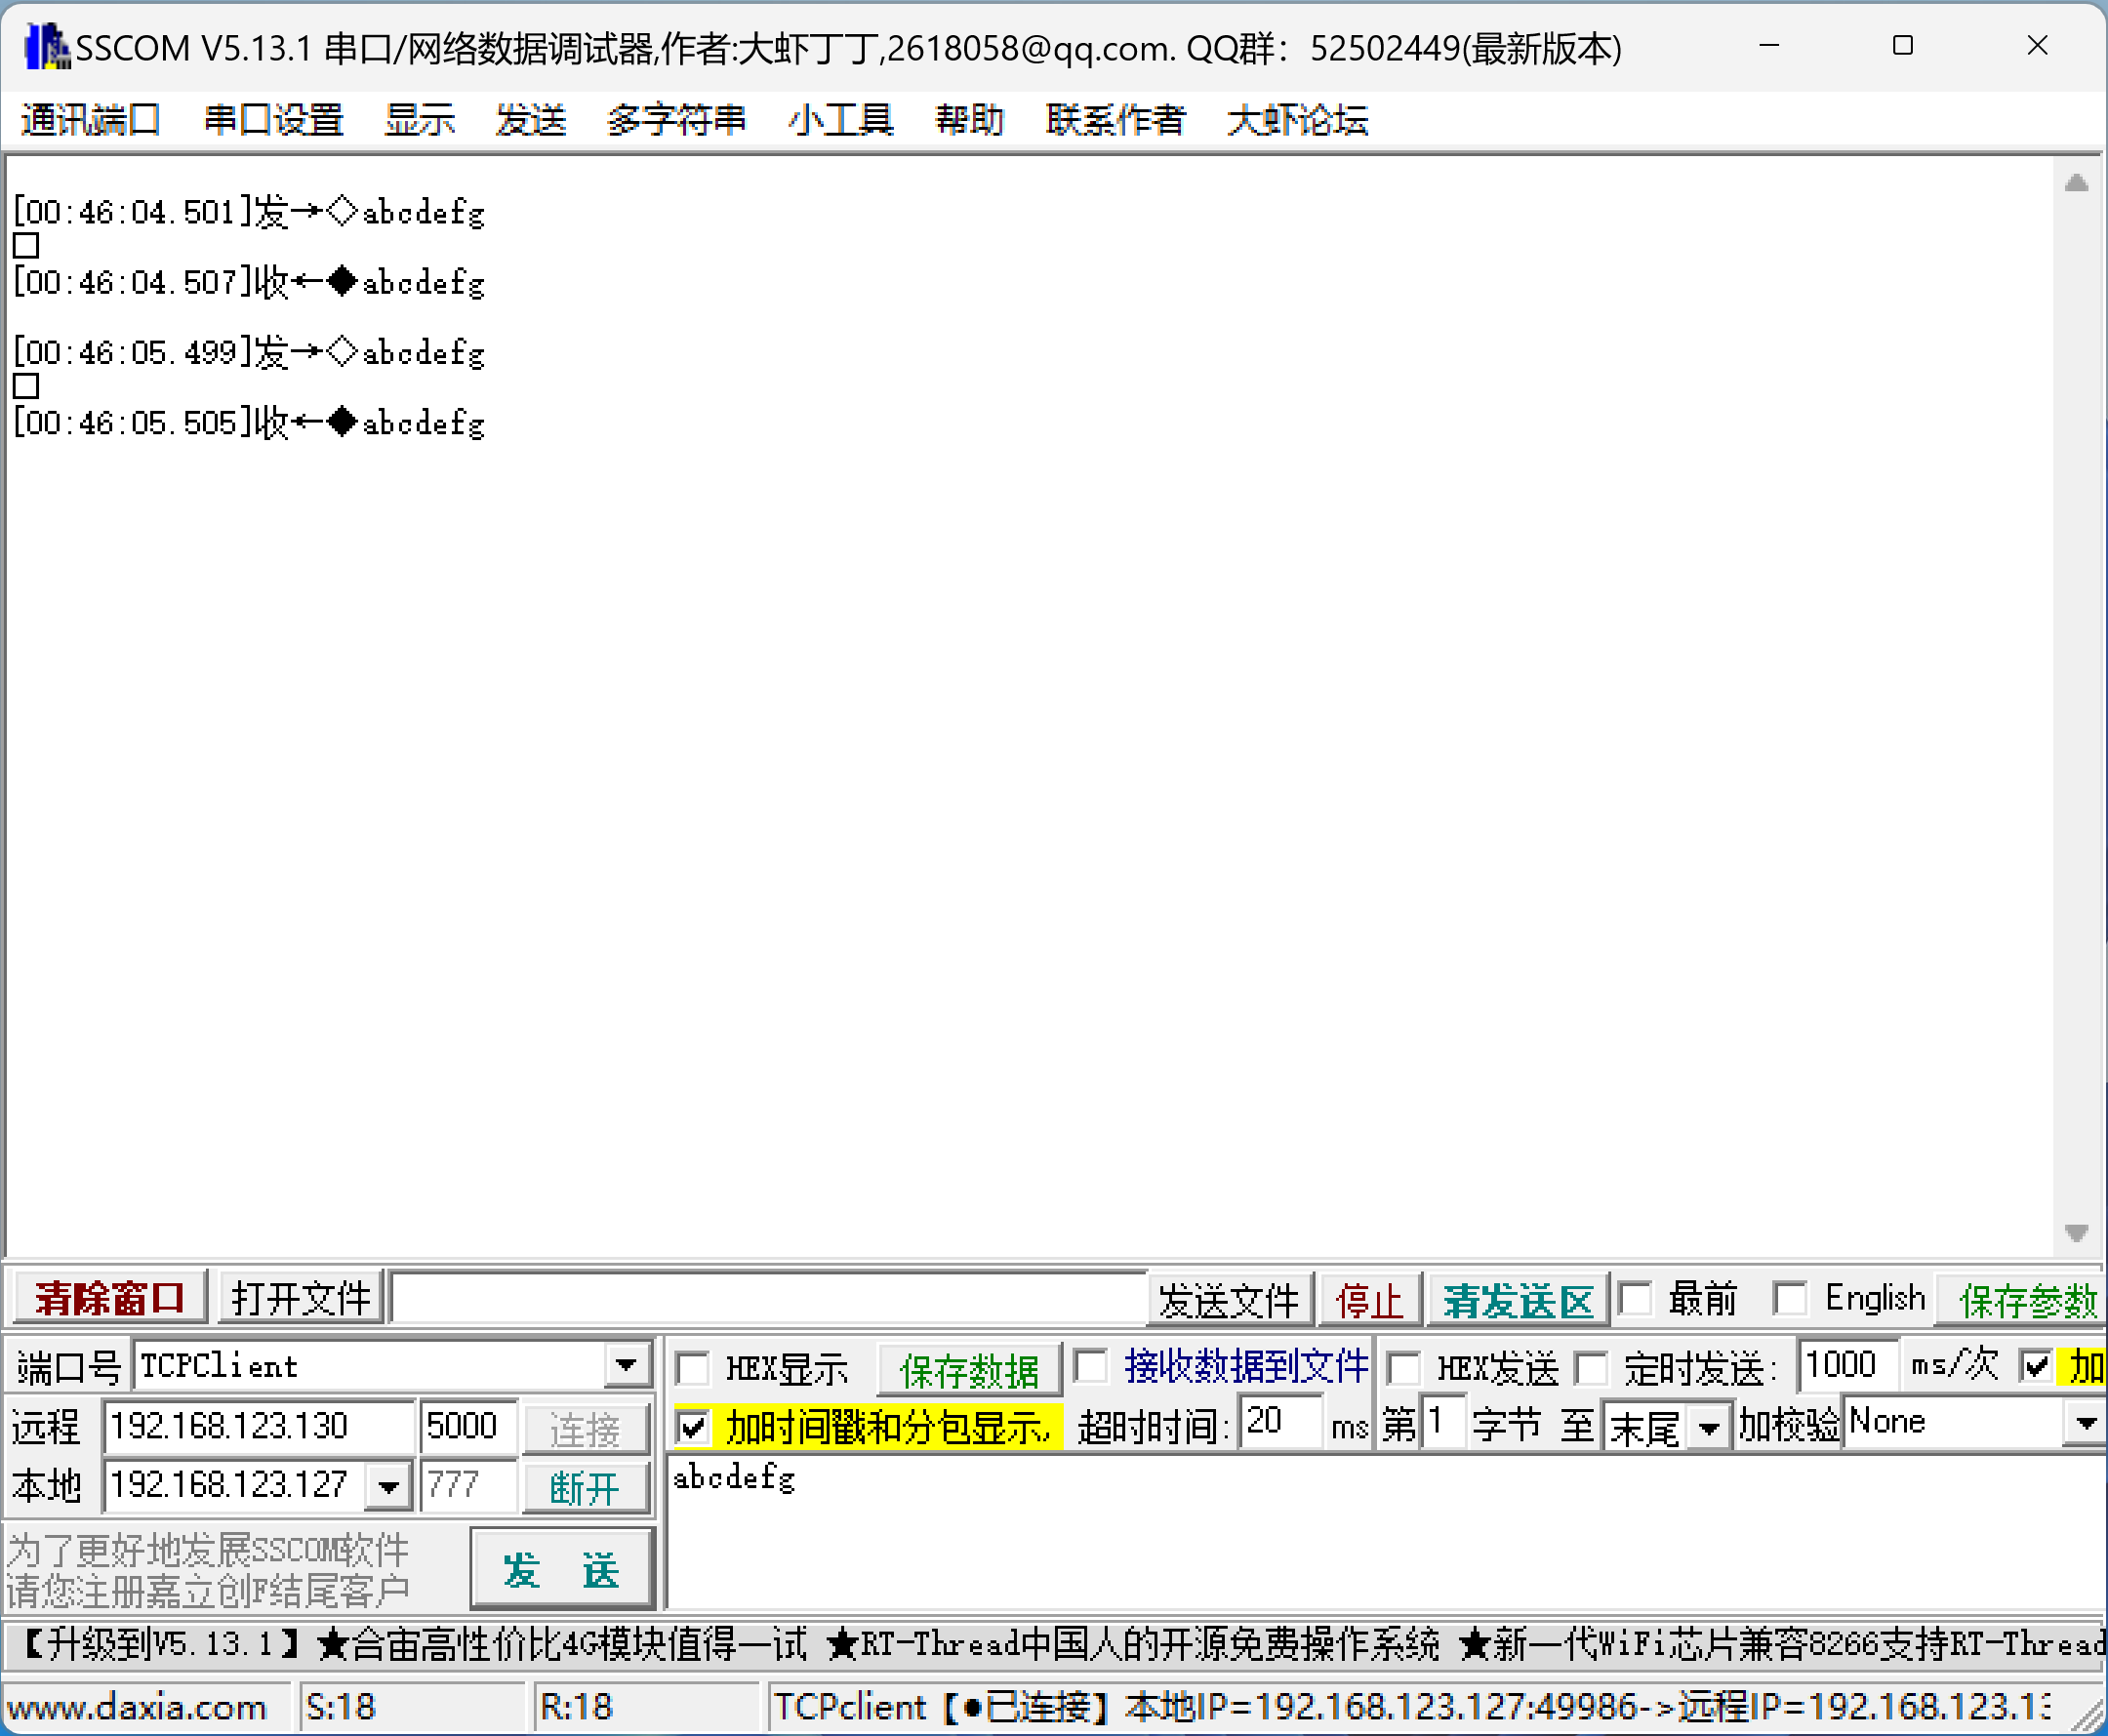 SSCOM V5.13.1 串口/网络数据调试器,作者:大虾丁丁,2618058@qq.com. QQ群：52502449(最新版本)
通讯端口 串口设置 显示 发送 多字符串 小工具 帮助 联系作者 大虾论坛
[00:46:04.501]发→◇abcdefg
□
[00:46:04.507]收←◆abcdefg
[00:46:05.499]发→◇abcdefg
□
[00:46:05.505]收←◆abcdefg
清除窗口 打开文件 发送文件 停止 清发送区 最前 English 保存参数
端口号 TCPClient HEX显示 保存数据 接收数据到文件 HEX发送 定时发送: 1000 ms/次 加
远程 192.168.123.130 5000 连接 加时间戳和分包显示, 超时时间: 20 ms 第 1 字节 至 末尾 加校验 None
本地 192.168.123.127 777 断开
abcdefg
为了更好地发展SSCOM软件
请您注册嘉立创F结尾客户
发 送
【升级到V5.13.1】★合宙高性价比4G模块值得一试 ★RT-Thread中国人的开源免费操作系统 ★新一代WiFi芯片兼容8266支持RT-Thread
www.daxia.com S:18 R:18 TCPclient【●已连接】本地IP=192.168.123.127:49986->远程IP=192.168.123.13